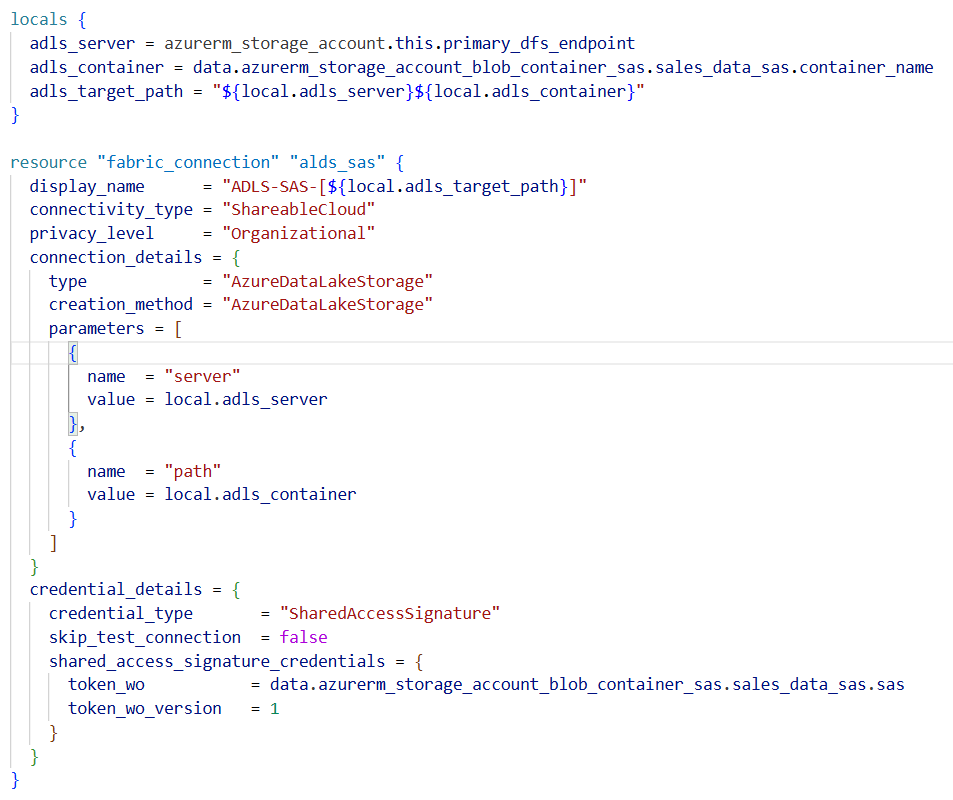 locals {
  adls_server = azurerm_storage_account.this.primary_dfs_endpoint
  adls_container = data.azurerm_storage_account_blob_container_sas.sales_data_sas.container_name
  adls_target_path = "${local.adls_server}${local.adls_container}"
}

resource "fabric_connection" "alds_sas" {
  display_name      = "ADLS-SAS-[${local.adls_target_path}]"
  connectivity_type = "ShareableCloud"
  privacy_level     = "Organizational"
  connection_details = {
    type            = "AzureDataLakeStorage"
    creation_method = "AzureDataLakeStorage"
    parameters = [
      {
        name  = "server"
        value = local.adls_server
      },
      {
        name  = "path"
        value = local.adls_container
      }
    ]
  }
  credential_details = {
    credential_type       = "SharedAccessSignature"
    skip_test_connection  = false
    shared_access_signature_credentials = {
      token_wo           = data.azurerm_storage_account_blob_container_sas.sales_data_sas.sas
      token_wo_version   = 1
    }
  }
}